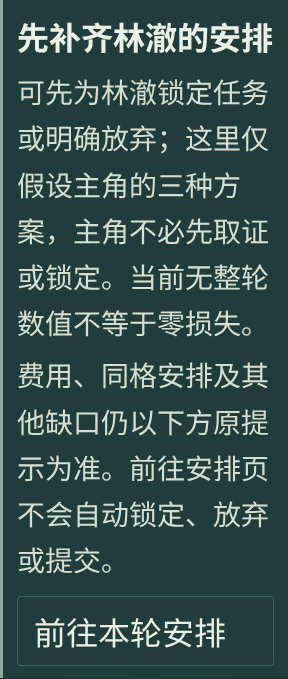 先补齐林澈的安排
可先为林澈锁定任务
或明确放弃；这里仅
假设主角的三种方
案，主角不必先取证
或锁定。当前无整轮
数值不等于零损失。
费用、同格安排及其
他缺口仍以下方原提
示为准。前往安排页
不会自动锁定、放弃
或提交。
前往本轮安排